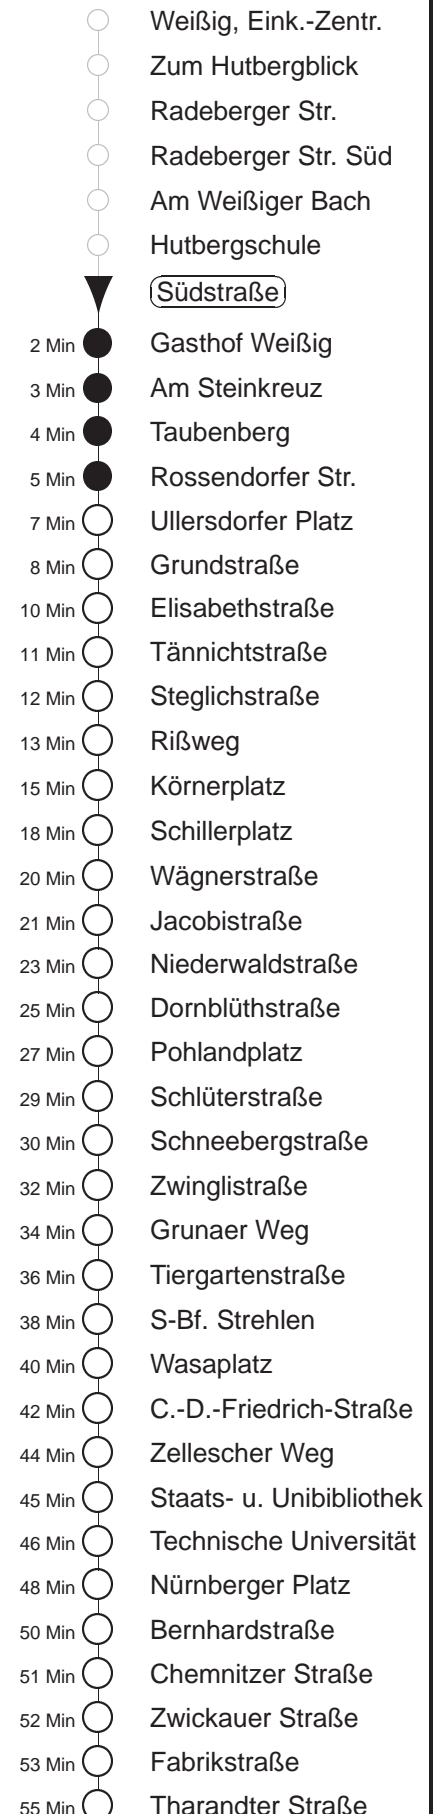 Weißig, Eink.-Zentr.
Zum Hutbergblick
Radeberger Str.
Radeberger Str. Süd
Am Weißiger Bach
Hutbergschule
Südstraße
2 Min Gasthof Weißig
3 Min Am Steinkreuz
4 Min Taubenberg
5 Min Rossendorfer Str.
7 Min Ullersdorfer Platz
8 Min Grundstraße
10 Min Elisabethstraße
11 Min Tännichtstraße
12 Min Steglichstraße
13 Min Rißweg
15 Min Körnerplatz
18 Min Schillerplatz
20 Min Wägnerstraße
21 Min Jacobistraße
23 Min Niederwaldstraße
25 Min Dornblüthstraße
27 Min Pohlandplatz
29 Min Schlüterstraße
30 Min Schneebergstraße
32 Min Zwinglistraße
34 Min Grunaer Weg
36 Min Tiergartenstraße
38 Min S-Bf. Strehlen
40 Min Wasaplatz
42 Min C.-D.-Friedrich-Straße
44 Min Zellescher Weg
45 Min Staats- u. Unibibliothek
46 Min Technische Universität
48 Min Nürnberger Platz
50 Min Bernhardstraße
51 Min Chemnitzer Straße
52 Min Zwickauer Straße
53 Min Fabrikstraße
55 Min Tharandter Straße